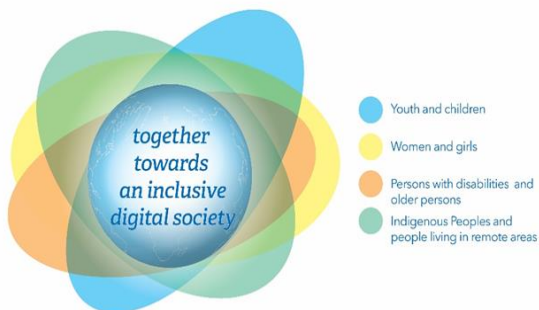 together
towards
an inclusive
digital society
Youth and children
Women and girls
Persons with disabilities and
older persons
Indigenous Peoples and
people living in remote areas